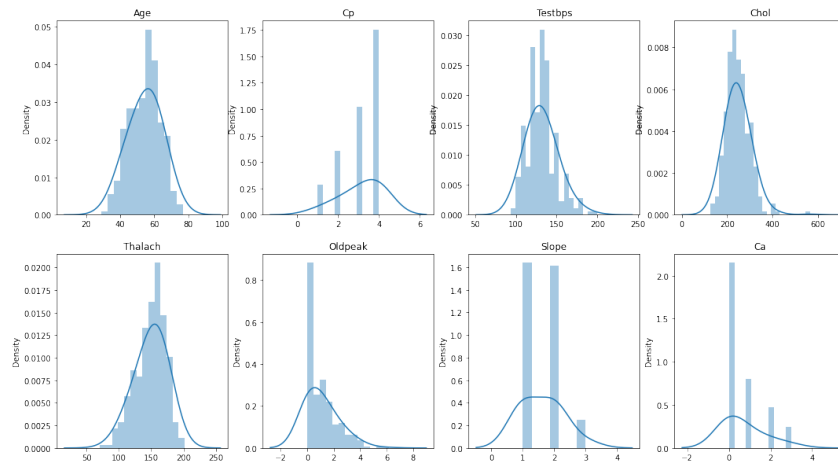 Age
Cp
Testbps
Chol
0.05
0.04
0.03
0.02
0.01
0.00
Density
20 40 60 80 100
1.75
1.50
1.25
1.00
0.75
0.50
0.25
0.00
Density
0 2 4 6
0.030
0.025
0.020
0.015
0.010
0.005
0.000
Density
50 100 150 200 250
0.008
0.006
0.004
0.002
0.000
Density
0 200 400 600
Thalach
Oldpeak
Slope
Ca
0.0200
0.0175
0.0150
0.0125
0.0100
0.0075
0.0050
0.0025
0.0000
Density
50 100 150 200 250
0.8
0.6
0.4
0.2
0.0
Density
−2 0 2 4 6 8
1.6
1.4
1.2
1.0
0.8
0.6
0.4
0.2
0.0
Density
0 1 2 3 4
2.0
1.5
1.0
0.5
0.0
Density
−2 0 2 4